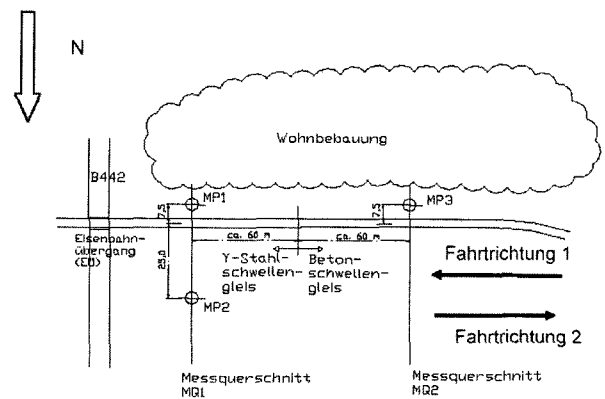 N
Wohnbebauung
B442
MP1
MP3
7,5
7,5
Eisenbahn-
übergang
(EÜ)
ca. 60 m
ca. 60 m
25,0
Y-Stahl-
schwellen-
gleis
Beton-
schwellen-
gleis
Fahrtrichtung 1
MP2
Fahrtrichtung 2
Messquerschnitt
MQ1
Messquerschnitt
MQ2